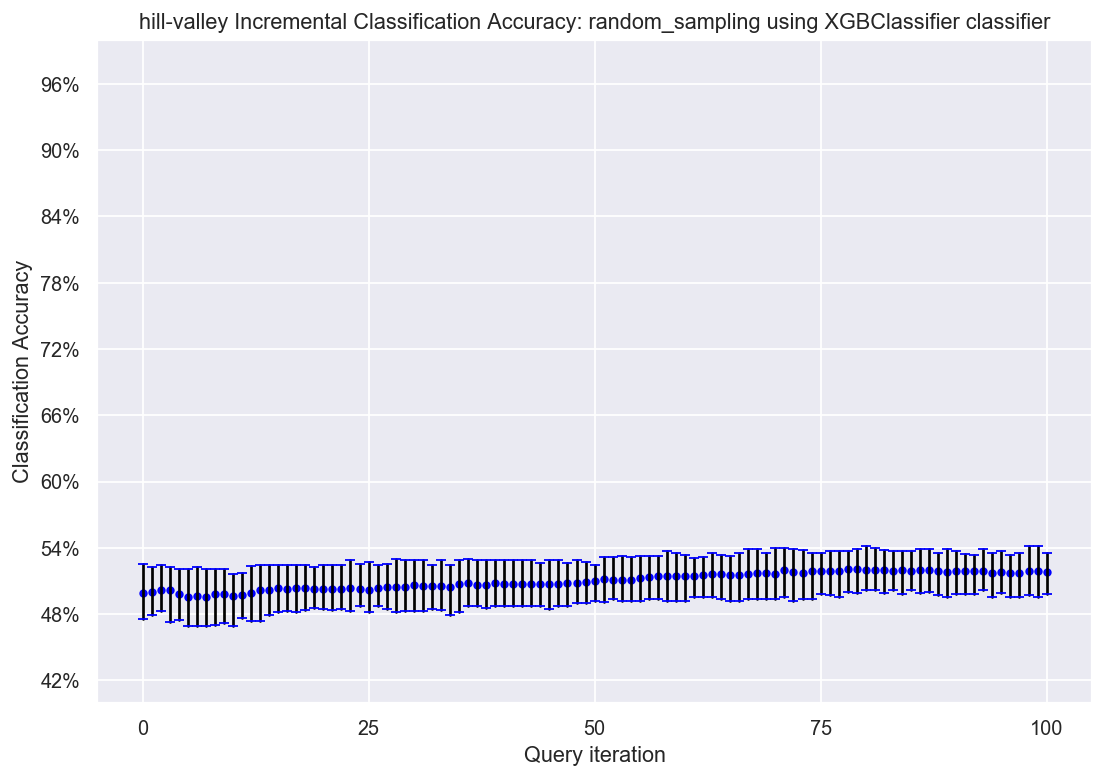 hill-valley Incremental Classification Accuracy: random_sampling using XGBClassifier classifier
96%
90%
84%
78%
72%
66%
60%
54%
48%
42%
Classification Accuracy
0 25 50 75 100
Query iteration